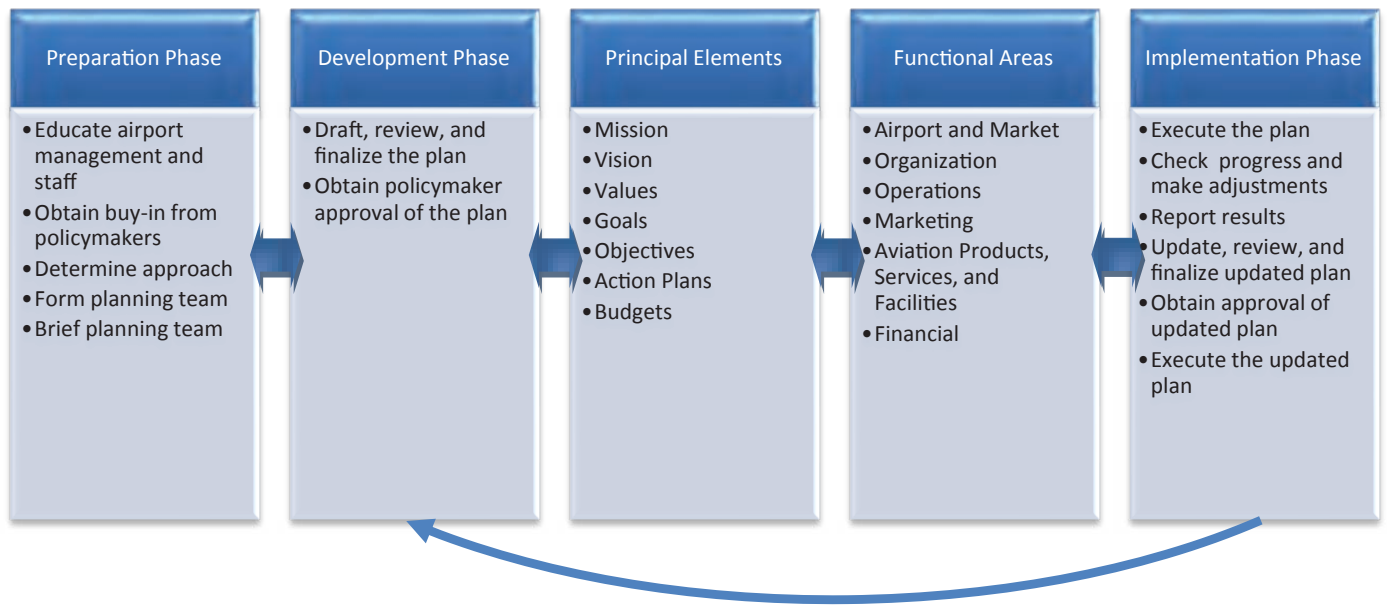 Preparation Phase
• Educate airport
management and
staff
• Obtain buy-in from
policymakers
• Determine approach
• Form planning team
• Brief planning team
Development Phase
• Draft, review, and
finalize the plan
• Obtain policymaker
approval of the plan
Principal Elements
• Mission
• Vision
• Values
• Goals
• Objectives
• Action Plans
• Budgets
Functional Areas
• Airport and Market
• Organization
• Operations
• Marketing
• Aviation Products,
Services, and
Facilities
• Financial
Implementation Phase
• Execute the plan
• Check progress and
make adjustments
• Report results
• Update, review, and
finalize updated plan
• Obtain approval of
updated plan
• Execute the updated
plan